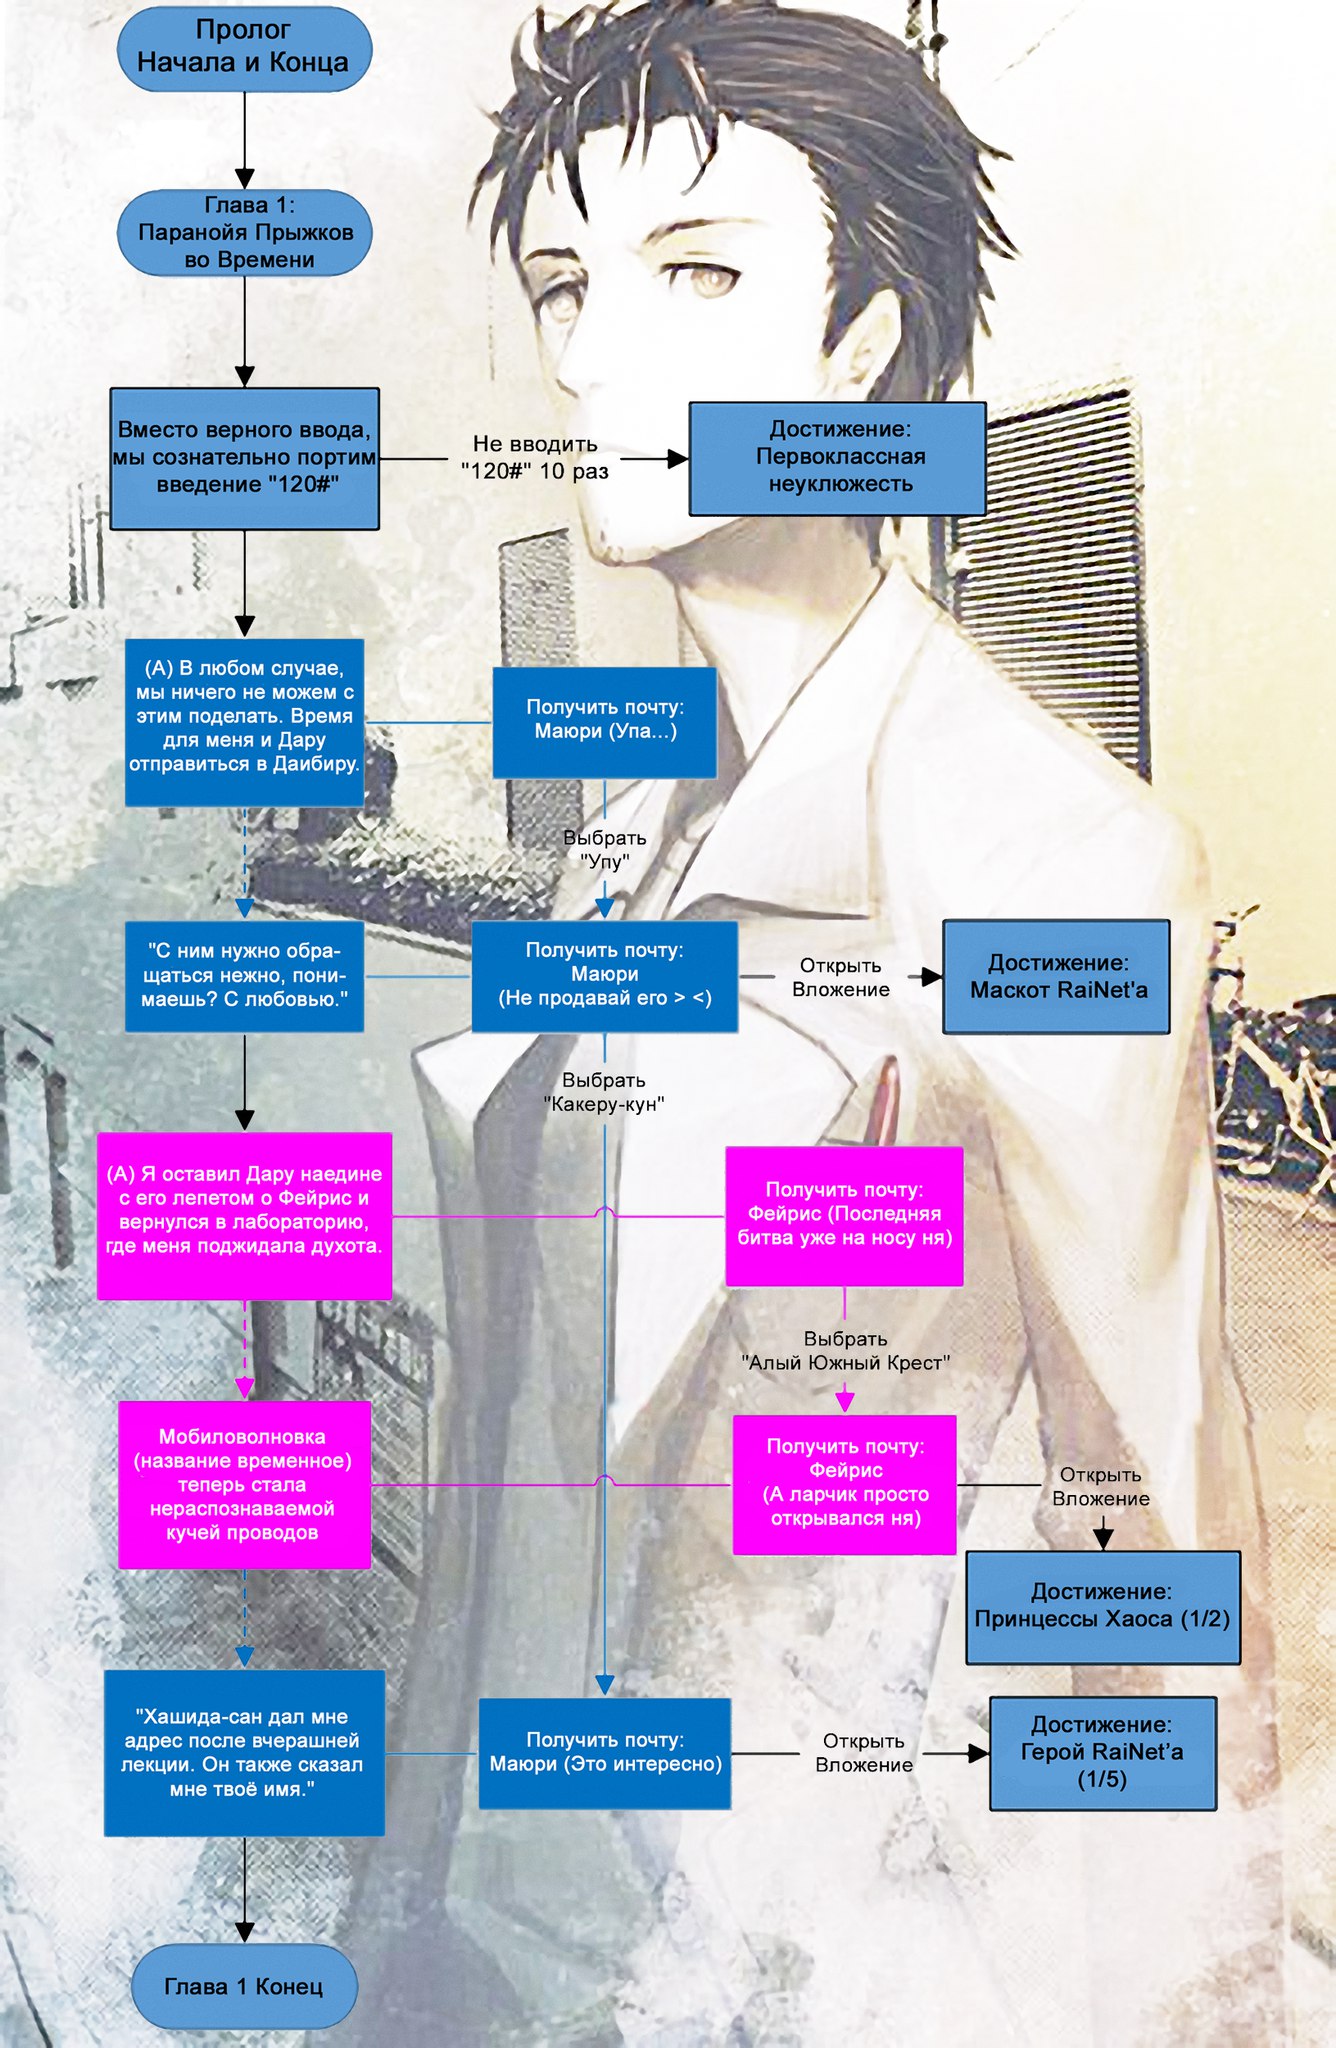 Пролог
Начала и Конца
Глава 1:
Паранойя Прыжков
во Времени
Вместо верного ввода,
мы сознательно портим
введение "120#"
Не вводить
"120#" 10 раз
Достижение:
Первоклассная
неуклюжесть
(А) В любом случае,
мы ничего не можем с
этим поделать. Время
для меня и Дару
отправиться в Даибиру.
Получить почту:
Маюри (Упа...)
Выбрать
"Упу"
"С ним нужно обра-
щаться нежно, пони-
маешь? С любовью."
Получить почту:
Маюри
(Не продавай его > <)
Открыть
Вложение
Достижение:
Маскот RaiNet'а
Выбрать
"Какеру-кун"
(А) Я оставил Дару наедине
с его лепетом о Фейрис и
вернулся в лабораторию,
где меня поджидала духота.
Получить почту:
Фейрис (Последняя
битва уже на носу ня)
Выбрать
"Алый Южный Крест"
Мобиловолновка
(название временное)
теперь стала
нераспознаваемой
кучей проводов
Получить почту:
Фейрис
(А ларчик просто
открывался ня)
Открыть
Вложение
Достижение:
Принцессы Хаоса (1/2)
"Хашида-сан дал мне
адрес после вчерашней
лекции. Он также сказал
мне твоё имя."
Получить почту:
Маюри (Это интересно)
Открыть
Вложение
Достижение:
Герой RaiNet’а
(1/5)
Глава 1 Конец